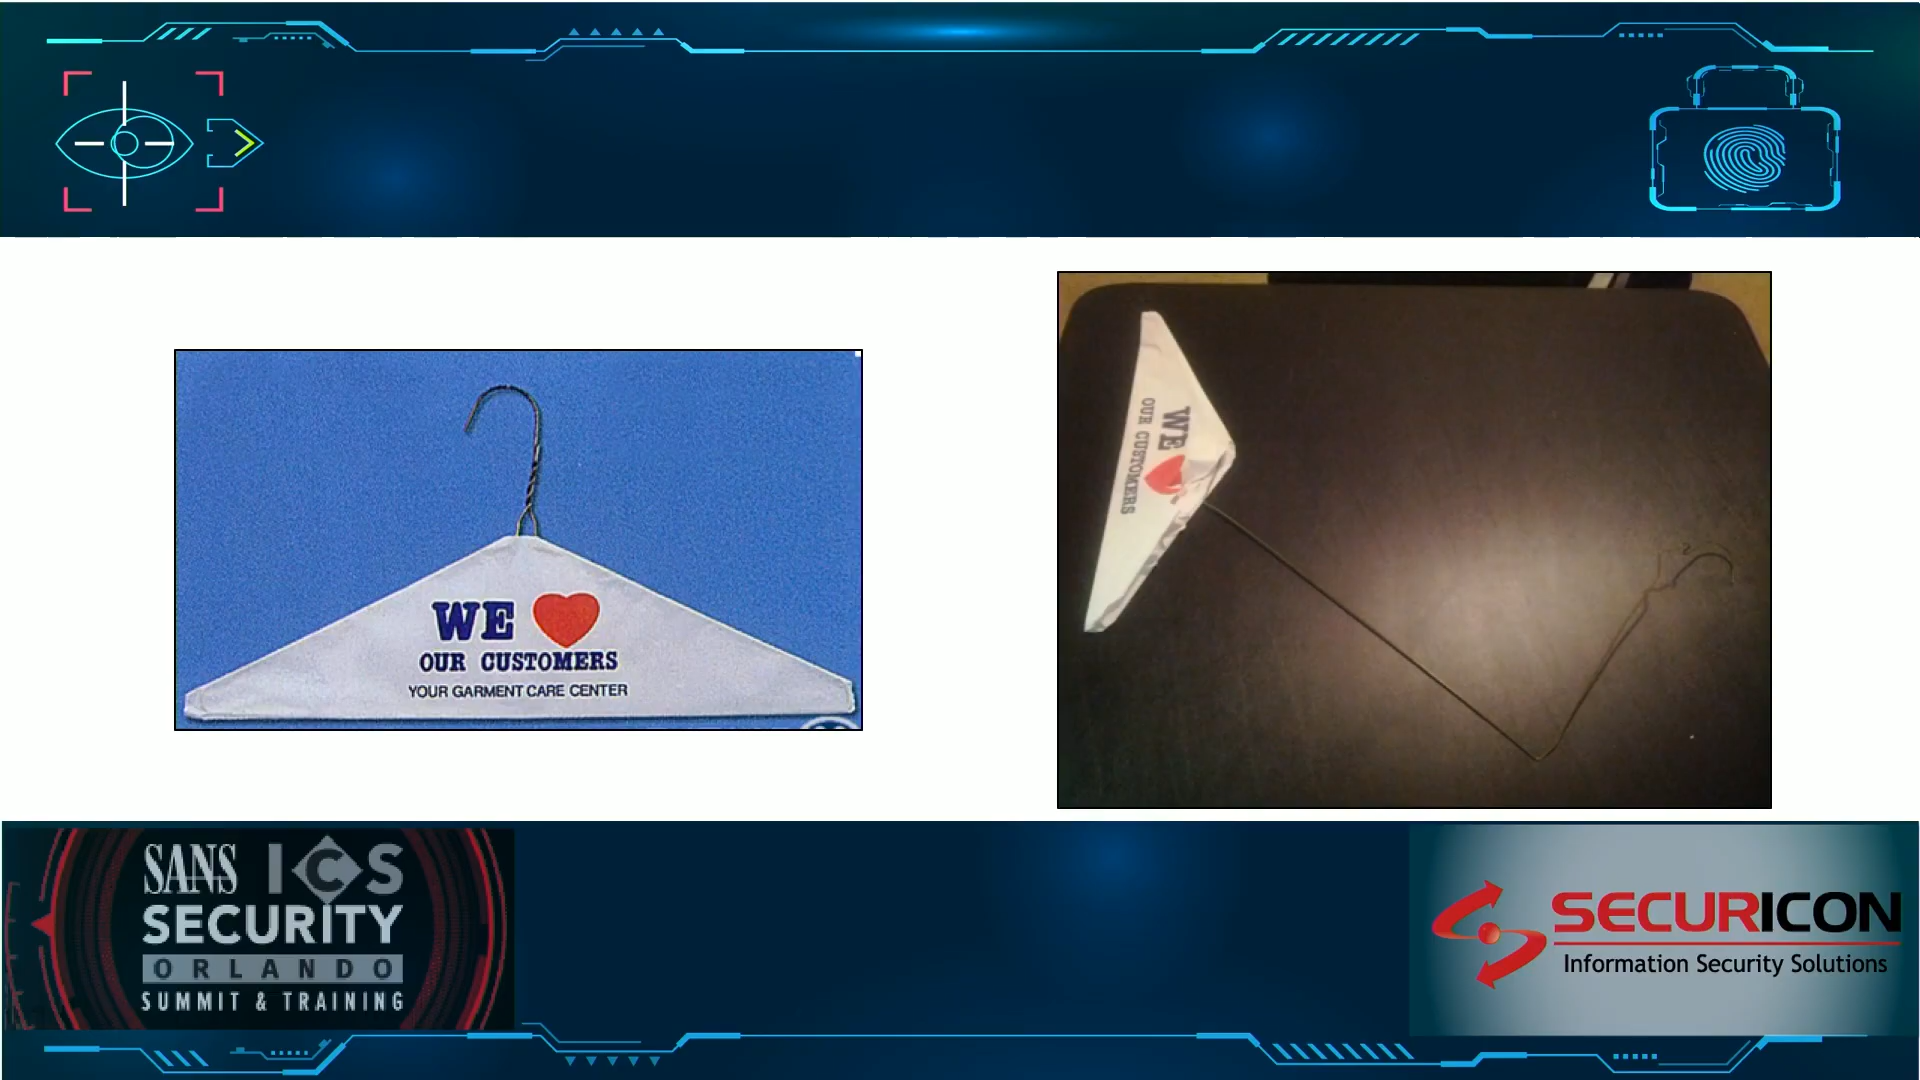 WE
OUR CUSTOMERS
YOUR GARMENT CARE CENTER
WE
OUR CUSTOMERS
SANS ICS
SECURITY
ORLANDO
SUMMIT & TRAINING
SECURICON
Information Security Solutions